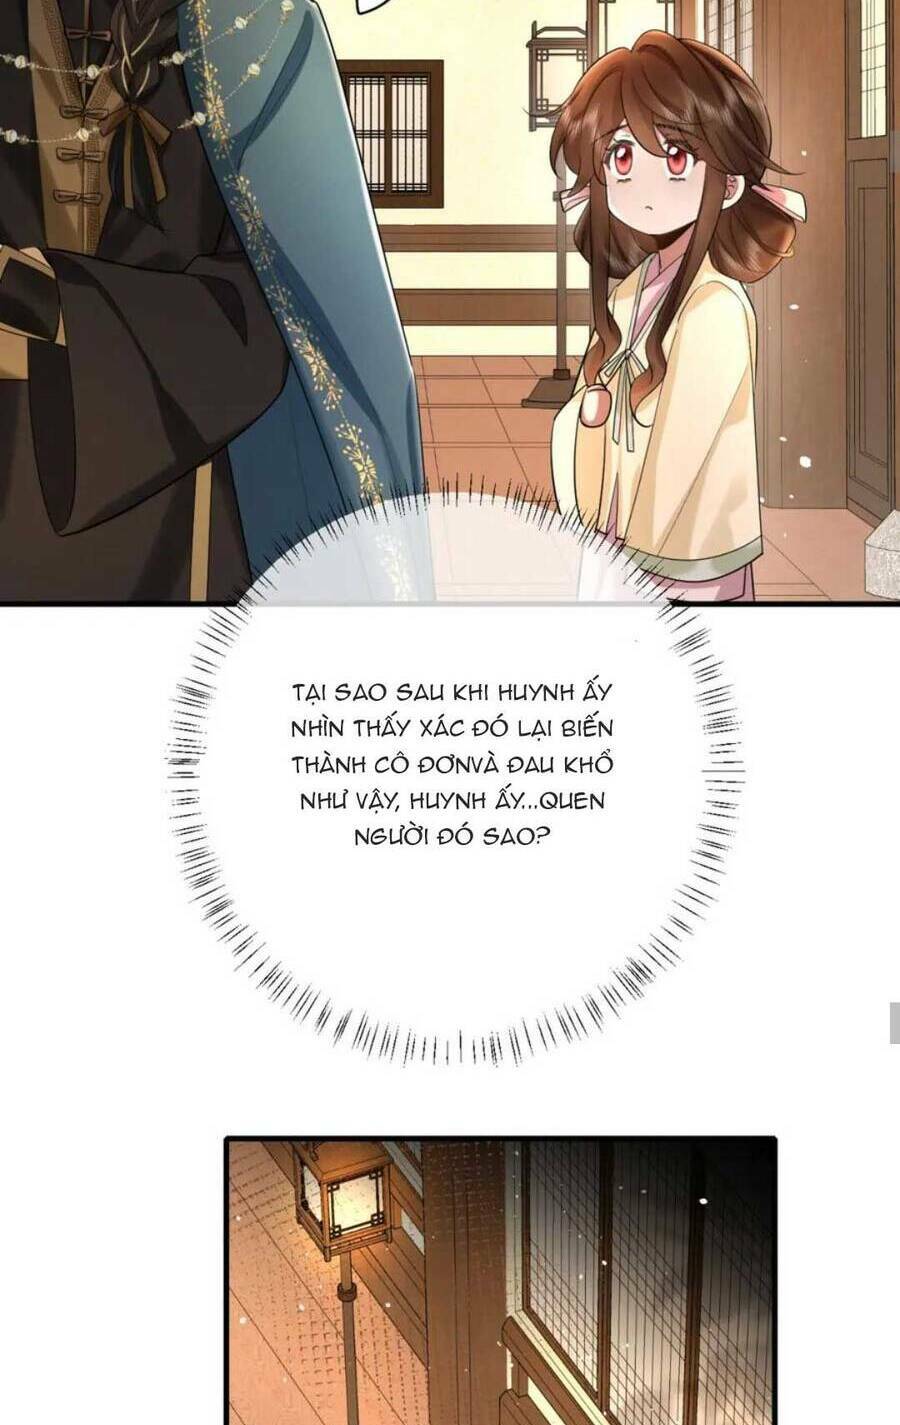 TẠI SAO SAU KHI HUYNH ẤY
NHÌN THẤY XÁC ĐÓ LẠI BIẾN
THÀNH CÔ ĐƠNVÀ ĐAU KHỔ
NHƯ VẬY, HUYNH ẤY...QUEN
NGƯỜI ĐÓ SAO?